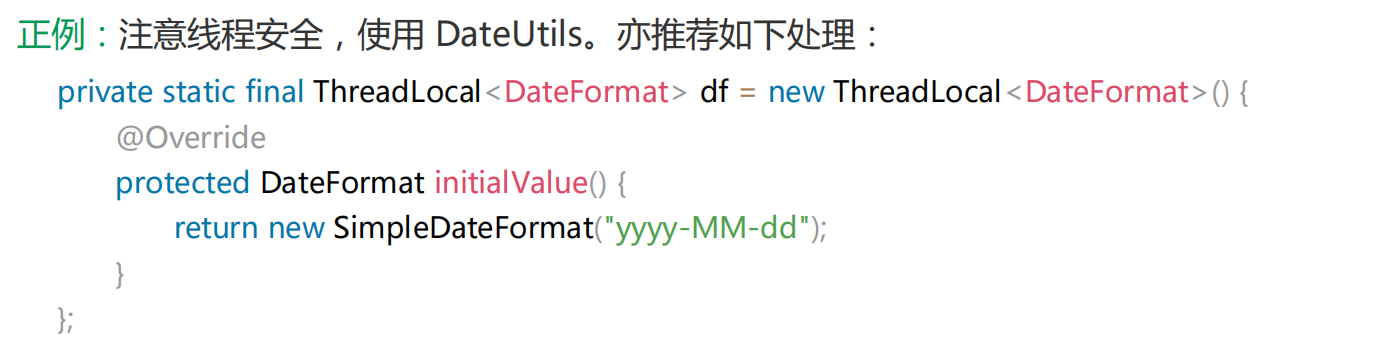 正例：注意线程安全，使用 DateUtils。亦推荐如下处理：
private static final ThreadLocal<DateFormat> df = new ThreadLocal<DateFormat>() {
@Override
protected DateFormat initialValue() {
return new SimpleDateFormat("yyyy-MM-dd");
}
};